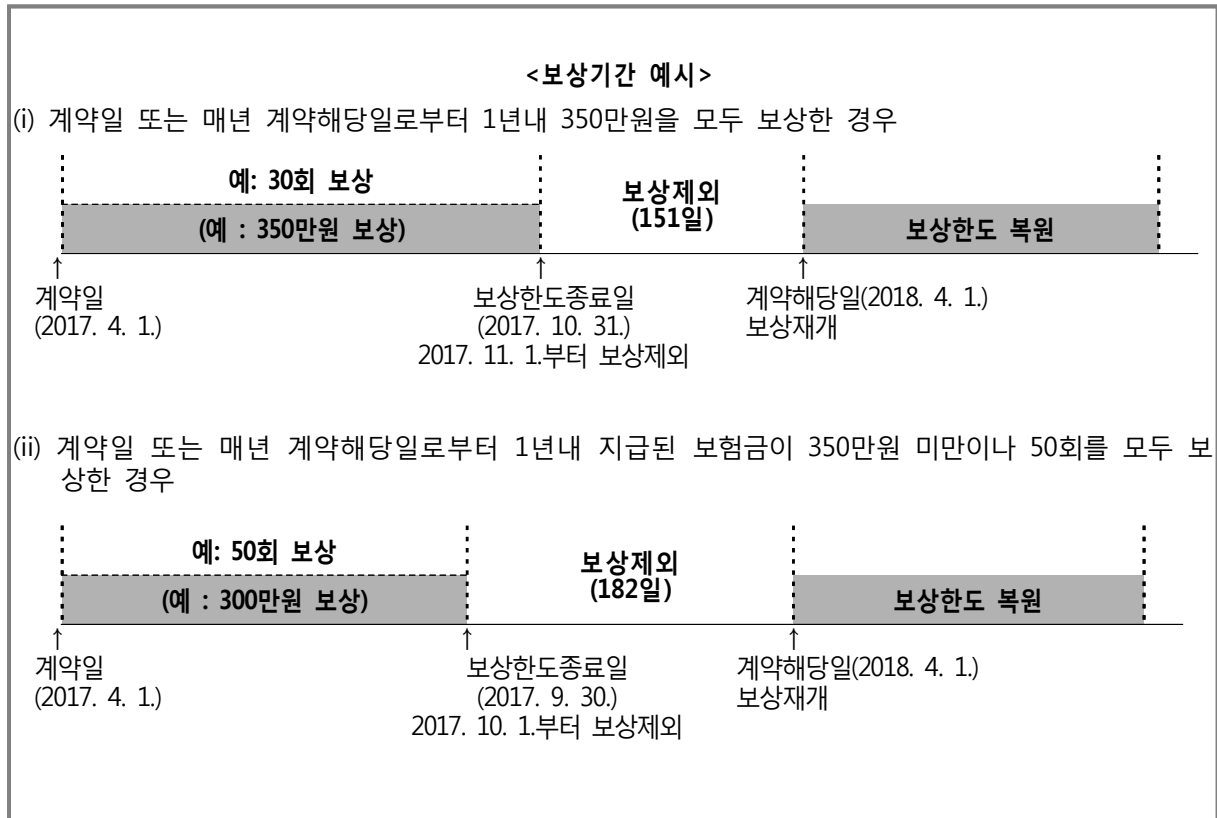 <보상기간 예시>
(i) 계약일 또는 매년 계약해당일로부터 1년내 350만원을 모두 보상한 경우
예: 30회 보상
(예 : 350만원 보상)
보상제외
(151일)
보상한도 복원
↑
↑
↑
계약일
(2017. 4. 1.)
보상한도종료일
(2017. 10. 31.)
2017. 11. 1.부터 보상제외
계약해당일(2018. 4. 1.)
보상재개
(ii) 계약일 또는 매년 계약해당일로부터 1년내 지급된 보험금이 350만원 미만이나 50회를 모두 보
상한 경우
예: 50회 보상
(예 : 300만원 보상)
보상제외
(182일)
보상한도 복원
↑
↑
↑
계약일
(2017. 4. 1.)
보상한도종료일
(2017. 9. 30.)
2017. 10. 1.부터 보상제외
계약해당일(2018. 4. 1.)
보상재개